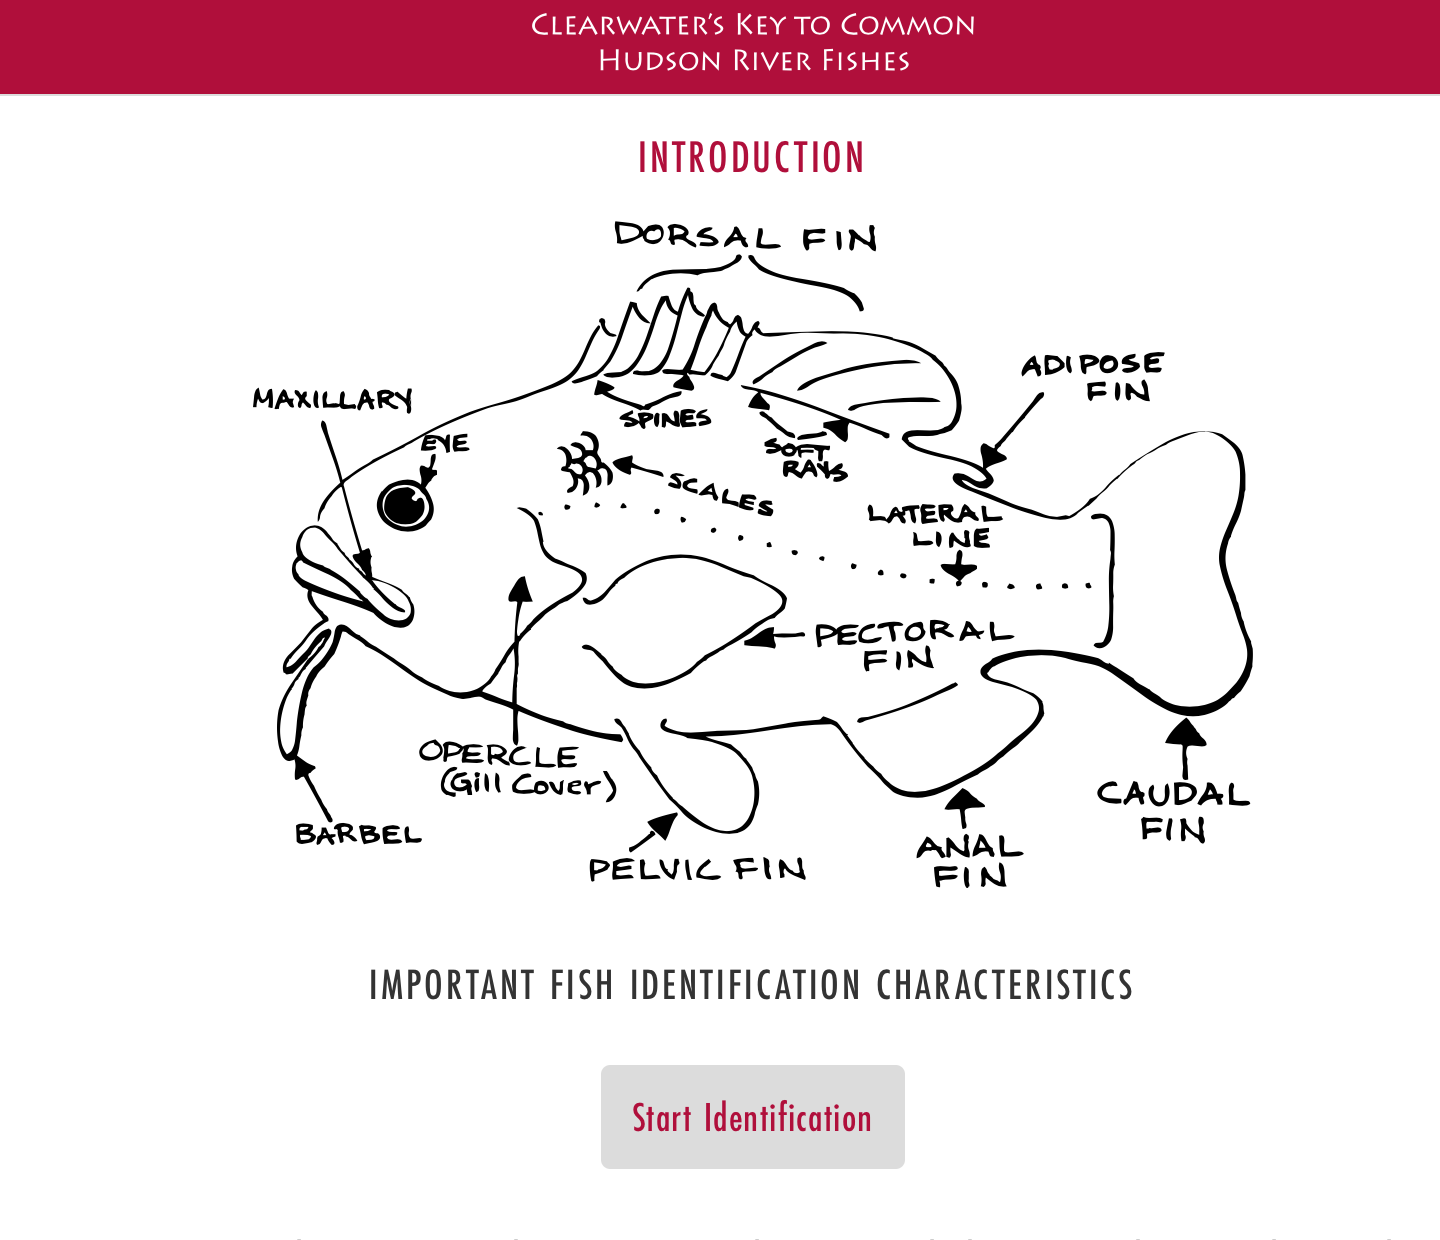 CLEARWATER'S KEY TO COMMON
HUDSON RIVER FISHES
INTRODUCTION
DORSAL FIN
ADIPOSE
FIN
MAXILLARY
EYE
SPINES
SOFT
RAYS
SCALES
LATERAL
LINE
PECTORAL
FIN
OPERCLE
(Gill Cover)
BARBEL
PELVIC FIN
ANAL
FIN
CAUDAL
FIN
IMPORTANT FISH IDENTIFICATION CHARACTERISTICS
Start Identification